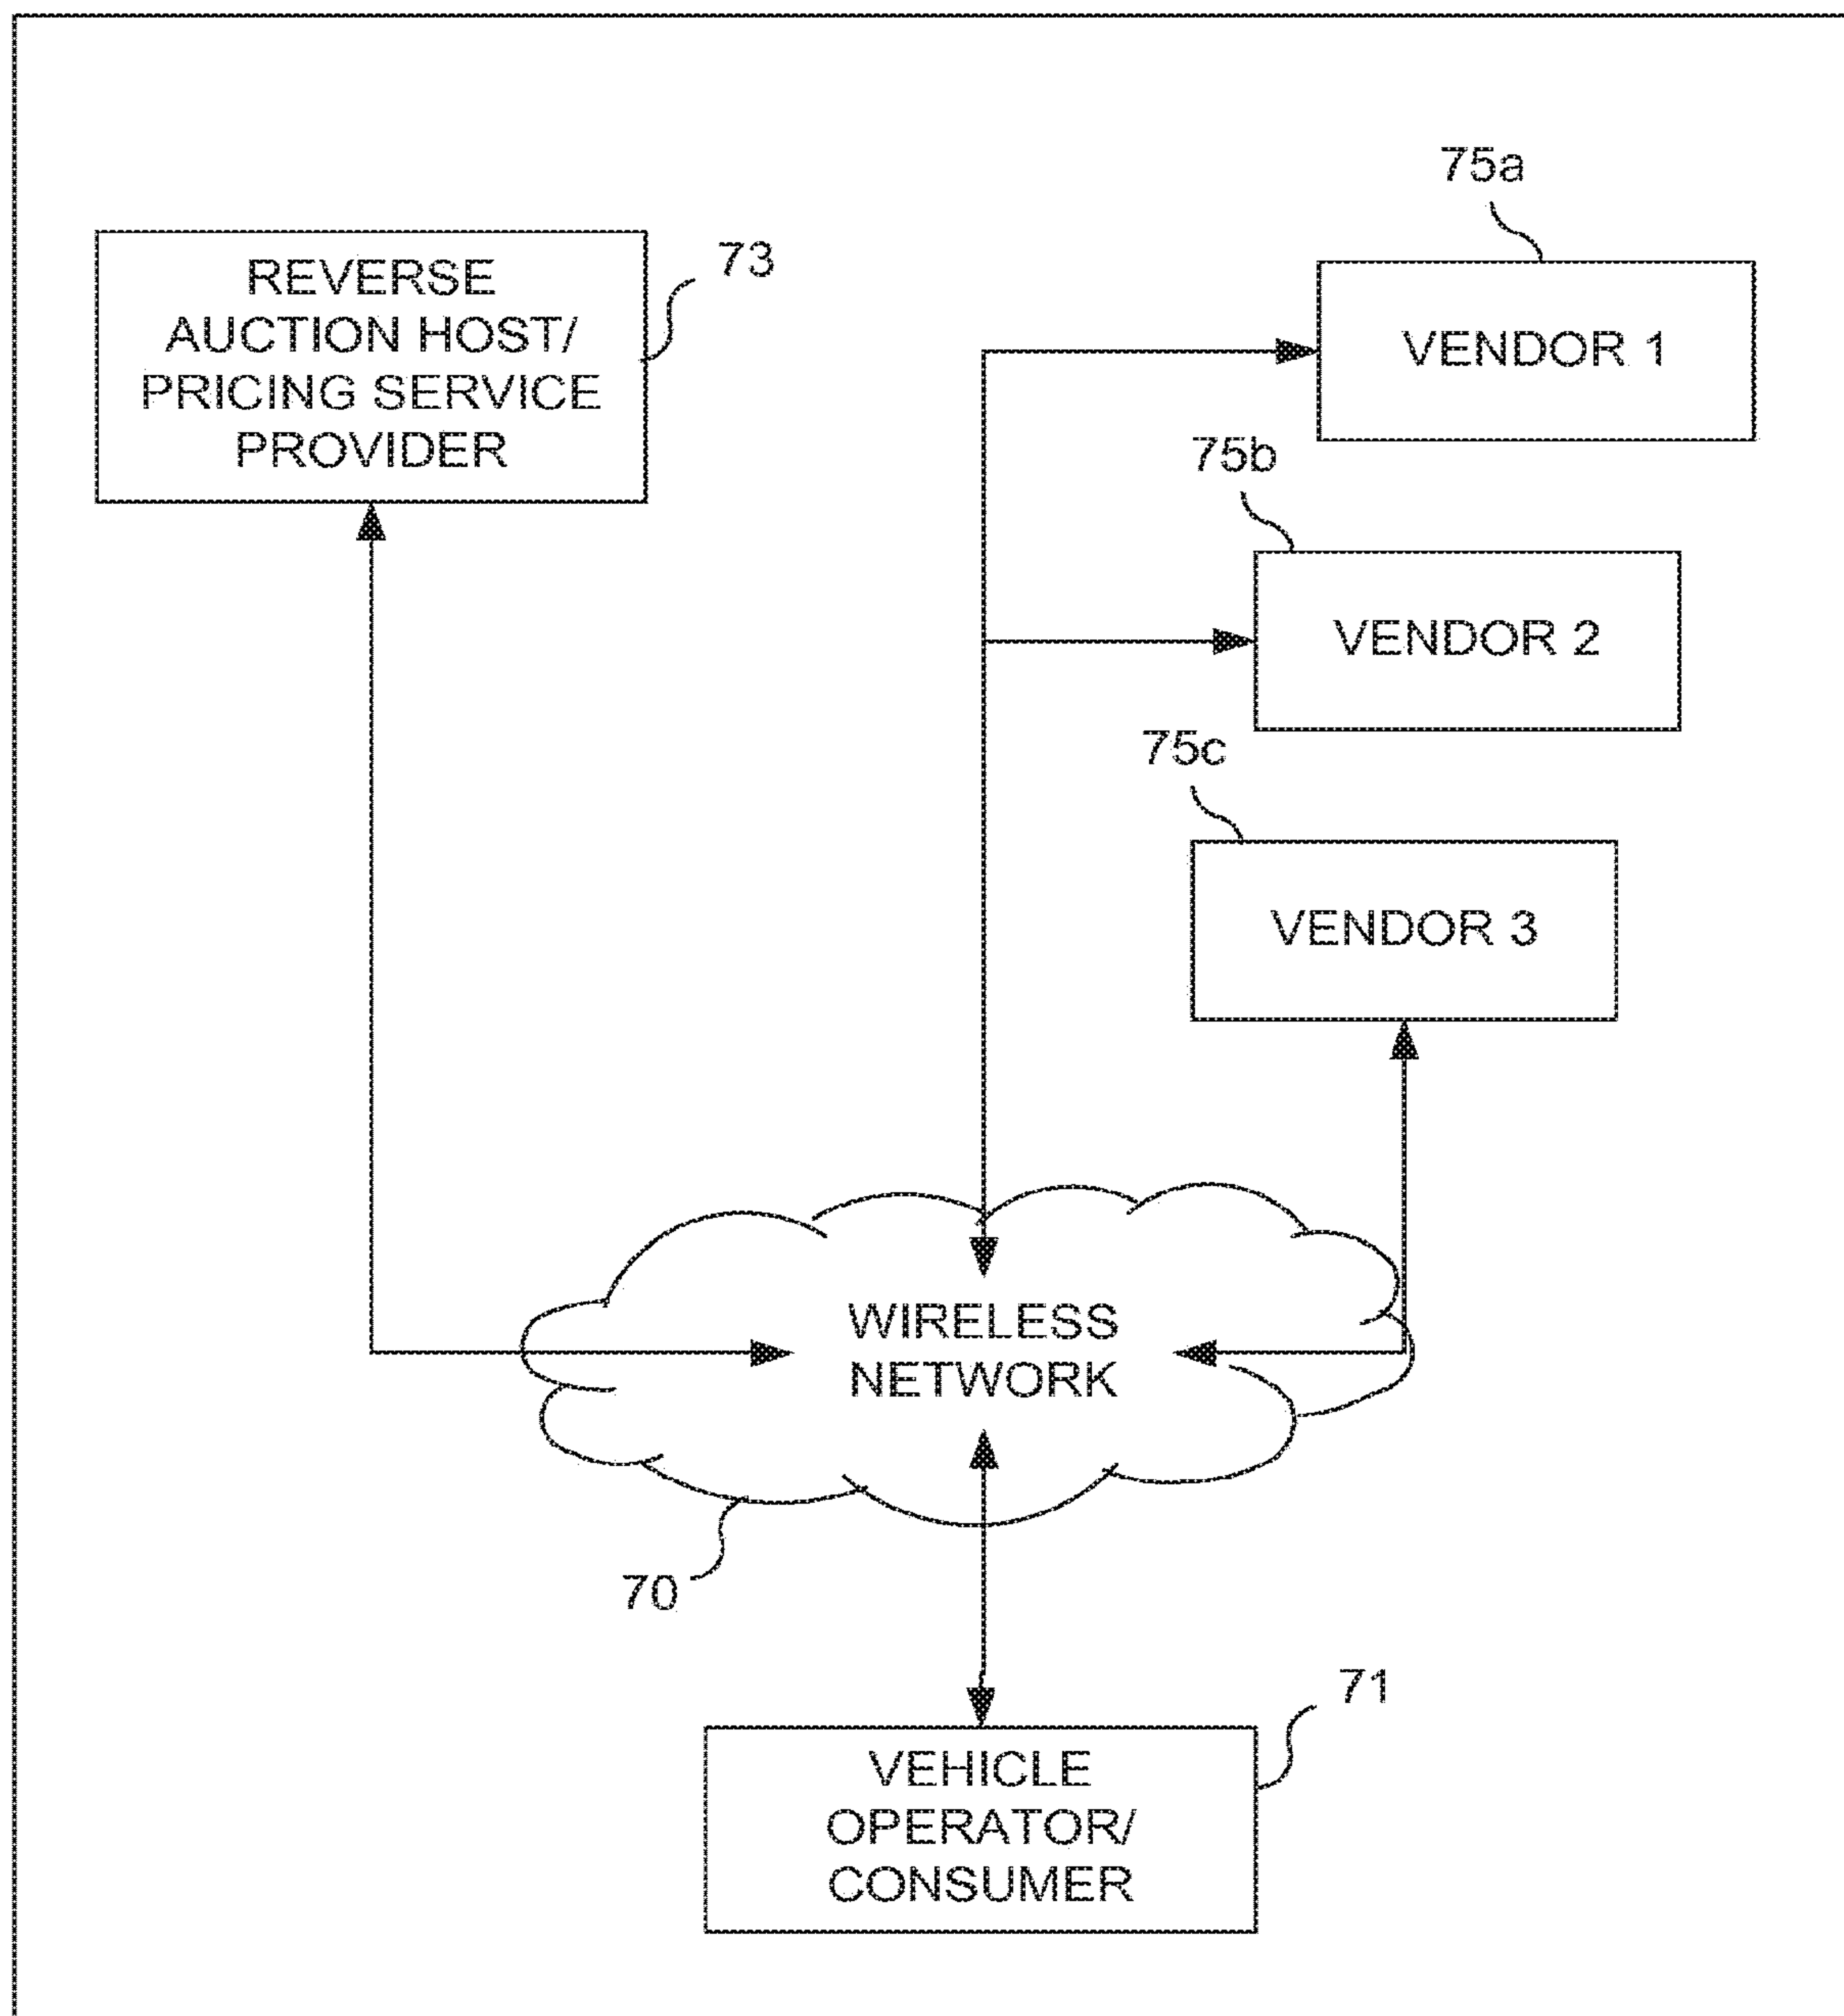 75a
73
REVERSE
AUCTION HOST/
PRICING SERVICE
PROVIDER
VENDOR 1
75b
VENDOR 2
75c
VENDOR 3
WIRELESS
NETWORK
70
71
VEHICLE
OPERATOR/
CONSUMER